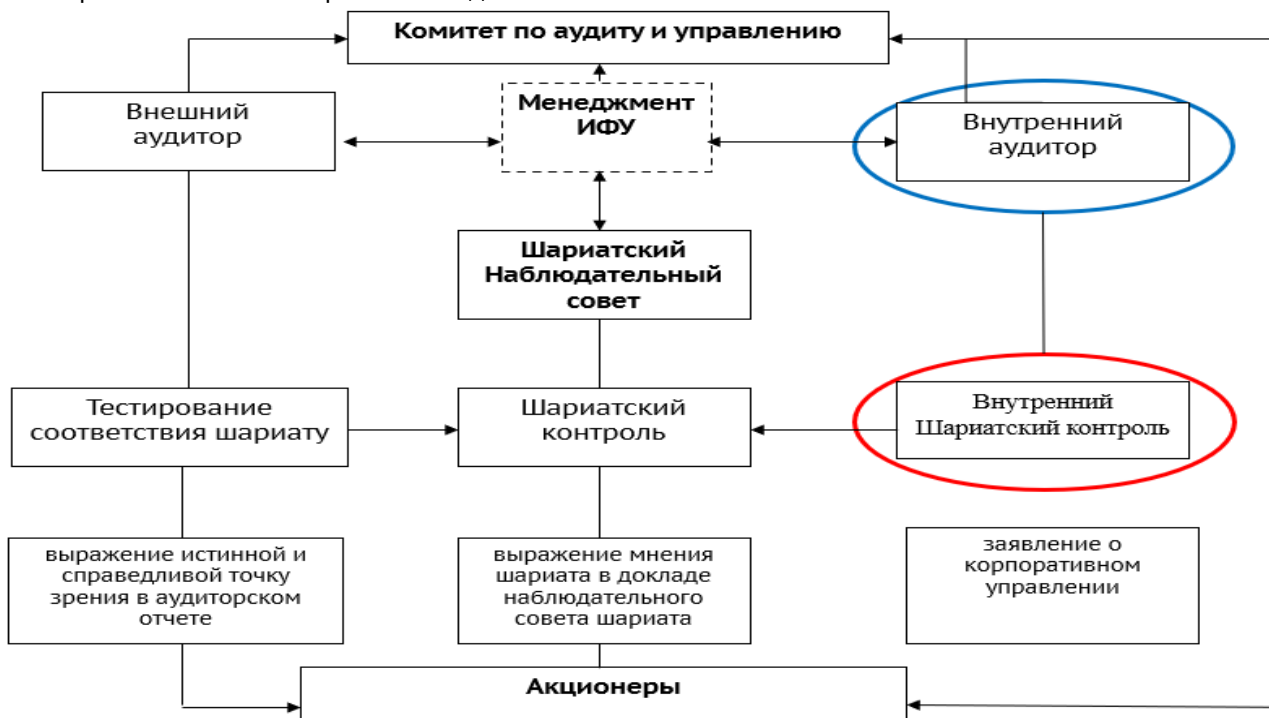 Комитет по аудиту и управлению
Внешний
аудитор
Менеджмент
ИФУ
Внутренний
аудитор
Шариатский
Наблюдательный
совет
Тестирование
соответствия шариату
Шариатский
контроль
Внутренний
Шариатский контроль
выражение истинной и
справедливой точку
зрения в аудиторском
отчете
выражение мнения
шариата в докладе
наблюдательного
совета шариата
заявление о
корпоративном
управлении
Акционеры